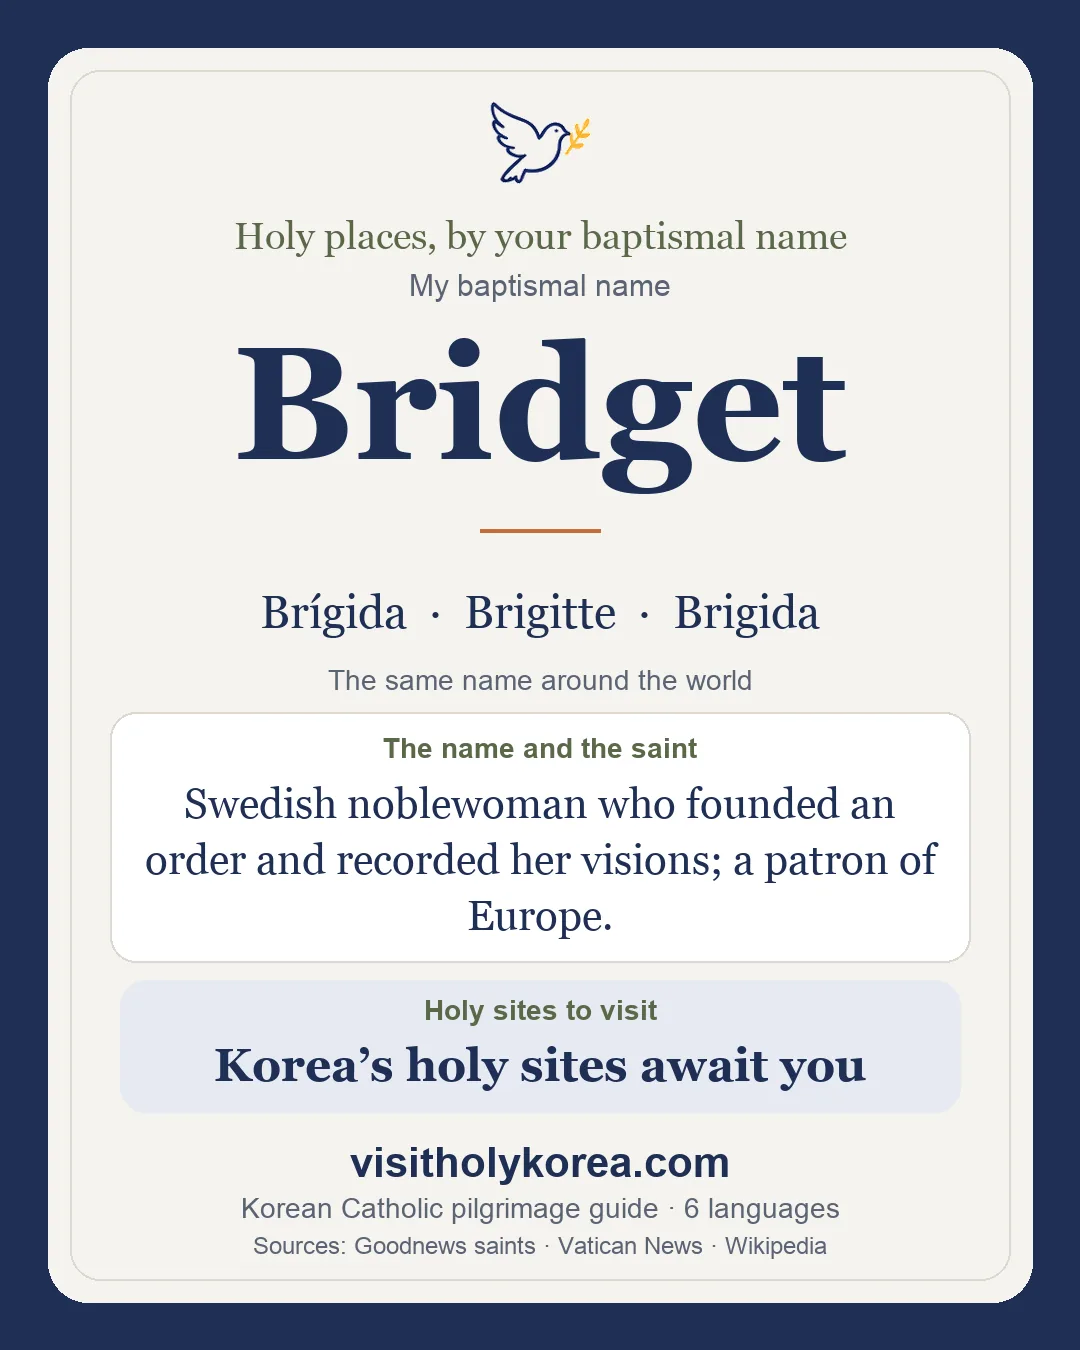 Holy places, by your baptismal name
My baptismal name
Bridget
Brígida · Brigitte · Brigida
The same name around the world
The name and the saint
Swedish noblewoman who founded an
order and recorded her visions; a patron of
Europe.
Holy sites to visit
Korea’s holy sites await you
visitholykorea.com
Korean Catholic pilgrimage guide · 6 languages
Sources: Goodnews saints · Vatican News · Wikipedia